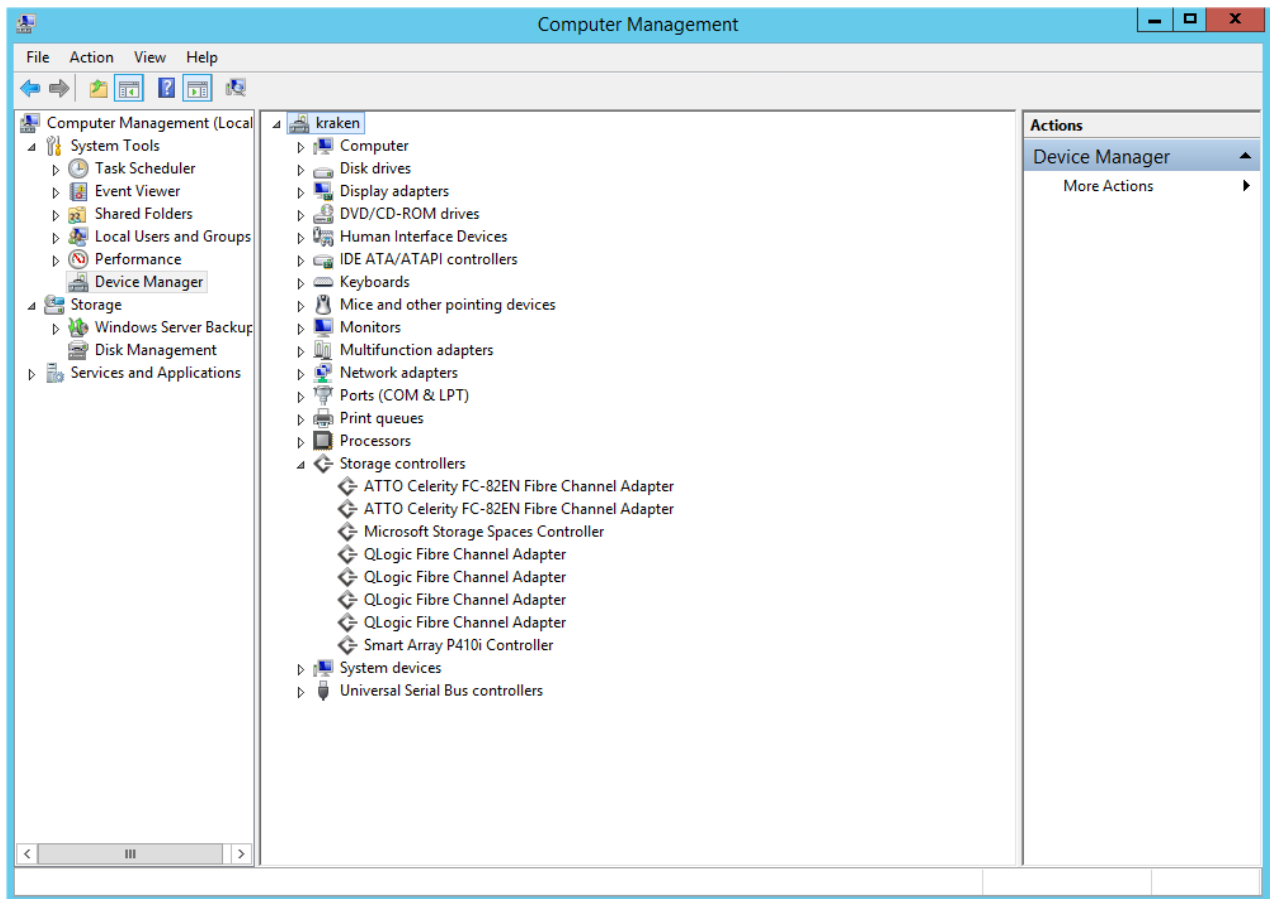 Computer Management
File Action View Help
Computer Management (Local
System Tools
Task Scheduler
Event Viewer
Shared Folders
Local Users and Groups
Performance
Device Manager
Storage
Windows Server Backup
Disk Management
Services and Applications
kraken
Computer
Disk drives
Display adapters
DVD/CD-ROM drives
Human Interface Devices
IDE ATA/ATAPI controllers
Keyboards
Mice and other pointing devices
Monitors
Multifunction adapters
Network adapters
Ports (COM & LPT)
Print queues
Processors
Storage controllers
ATTO Celerity FC-82EN Fibre Channel Adapter
ATTO Celerity FC-82EN Fibre Channel Adapter
Microsoft Storage Spaces Controller
QLogic Fibre Channel Adapter
QLogic Fibre Channel Adapter
QLogic Fibre Channel Adapter
QLogic Fibre Channel Adapter
Smart Array P410i Controller
System devices
Universal Serial Bus controllers
Actions
Device Manager
More Actions